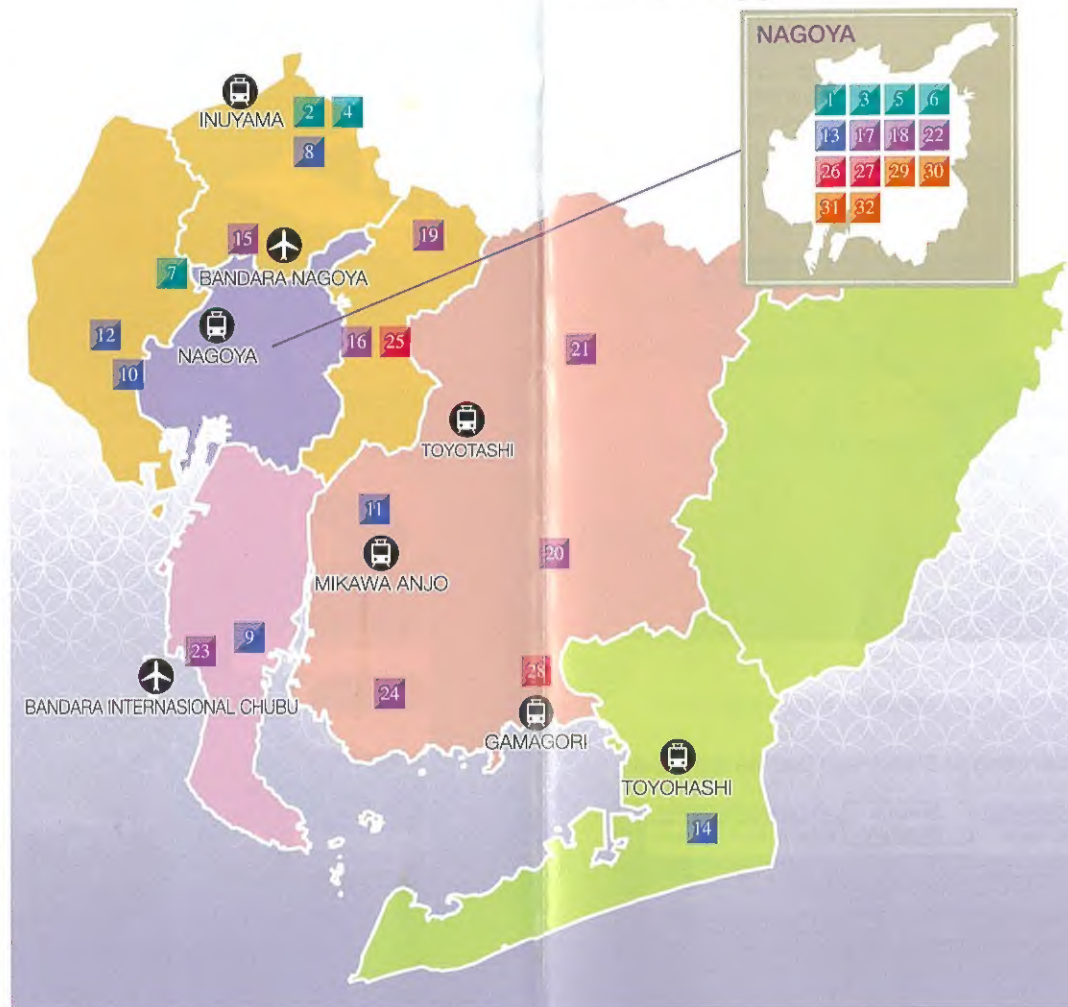 NAGOYA
1 3 5 6
13 17 18 22
26 27 29 30
31 32
INUYAMA
2 4
8
15
19
BANDARA NAGOYA
7
12
NAGOYA
16 25
21
10
TOYOTASHI
11
MIKAWA ANJO
20
23 9
28
BANDARA INTERNASIONAL CHUBU
24
GAMAGORI
TOYOHASHI
14